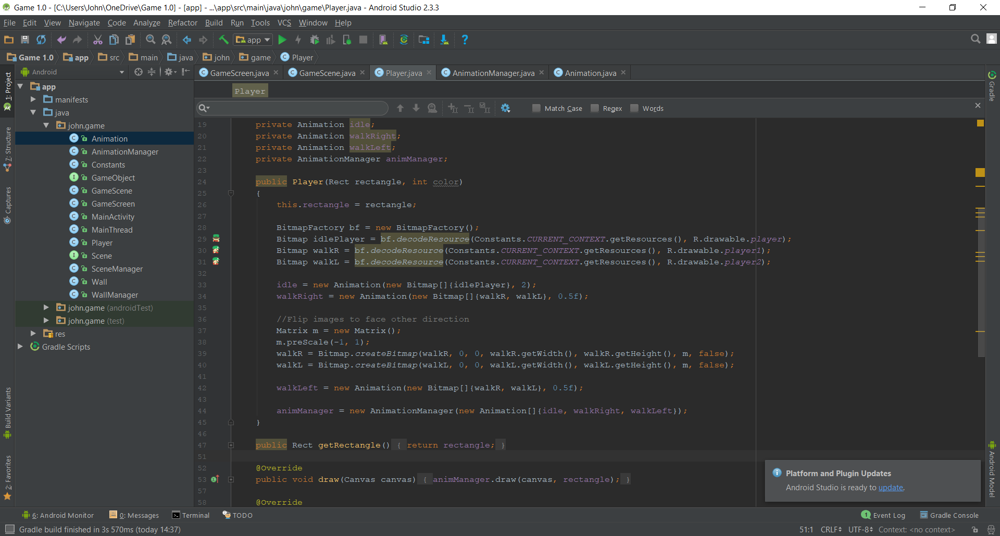 Game 1.0 - [C:\Users\John\OneDrive\Game 1.0] - [app] - ...\app\src\main\java\john\game\Player.java - Android Studio 2.3.3
File Edit View Navigate Code Analyze Refactor Build Run Tools VCS Window Help
app
Game 1.0 app src main java john game Player
Android
GameScreen.java GameScene.java Player.java AnimationManager.java Animation.java
Player
Match Case Regex Words
1: Project
7: Structure
Captures
Build Variants
2: Favorites
app
manifests
java
john.game
Animation
AnimationManager
Constants
GameObject
GameScene
GameScreen
MainActivity
MainThread
Player
Scene
SceneManager
Wall
WallManager
john.game (androidTest)
john.game (test)
res
Gradle Scripts
19 private Animation idle;
20 private Animation walkRight;
21 private Animation walkLeft;
22 private AnimationManager animManager;
23
24 public Player(Rect rectangle, int color)
25 {
26 this.rectangle = rectangle;
27
28 BitmapFactory bf = new BitmapFactory();
29 Bitmap idlePlayer = bf.decodeResource(Constants.CURRENT_CONTEXT.getResources(), R.drawable.player);
30 Bitmap walkR = bf.decodeResource(Constants.CURRENT_CONTEXT.getResources(), R.drawable.player1);
31 Bitmap walkL = bf.decodeResource(Constants.CURRENT_CONTEXT.getResources(), R.drawable.player2);
32
33 idle = new Animation(new Bitmap[]{idlePlayer}, 2);
34 walkRight = new Animation(new Bitmap[]{walkR, walkL}, 0.5f);
35
36 //Flip images to face other direction
37 Matrix m = new Matrix();
38 m.preScale(-1, 1);
39 walkR = Bitmap.createBitmap(walkR, 0, 0, walkR.getWidth(), walkR.getHeight(), m, false);
40 walkL = Bitmap.createBitmap(walkL, 0, 0, walkL.getWidth(), walkL.getHeight(), m, false);
41
42 walkLeft = new Animation(new Bitmap[]{walkR, walkL}, 0.5f);
43
44 animManager = new AnimationManager(new Animation[]{idle, walkRight, walkLeft});
45 }
46
47 public Rect getRectangle() { return rectangle; }
51
52 @Override
53 public void draw(Canvas canvas) { animManager.draw(canvas, rectangle); }
57
58 @Override
Gradle
Android Model
Platform and Plugin Updates
Android Studio is ready to update.
6: Android Monitor 0: Messages Terminal TODO 1 Event Log Gradle Console
Gradle build finished in 3s 570ms (today 14:37) 51:1 CRLF UTF-8 Context: <no context>